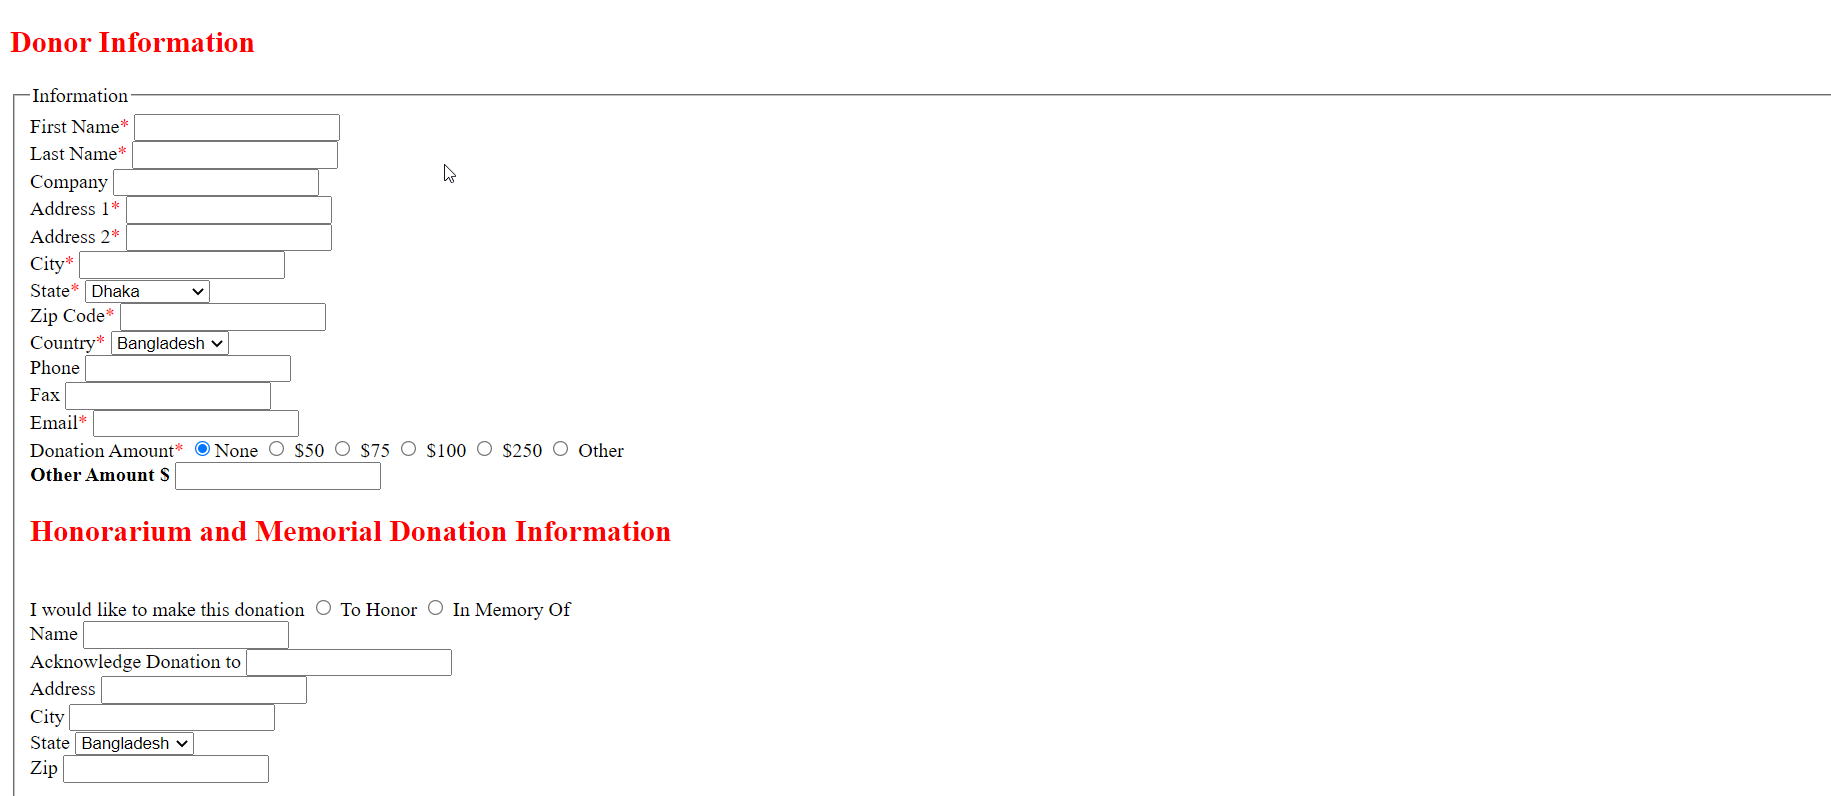 Donor Information
Information
First Name*
Last Name*
Company
Address 1*
Address 2*
City*
State* Dhaka
Zip Code*
Country* Bangladesh
Phone
Fax
Email*
Donation Amount* None $50 $75 $100 $250 Other
Other Amount $
Honorarium and Memorial Donation Information
I would like to make this donation To Honor In Memory Of
Name
Acknowledge Donation to
Address
City
State Bangladesh
Zip